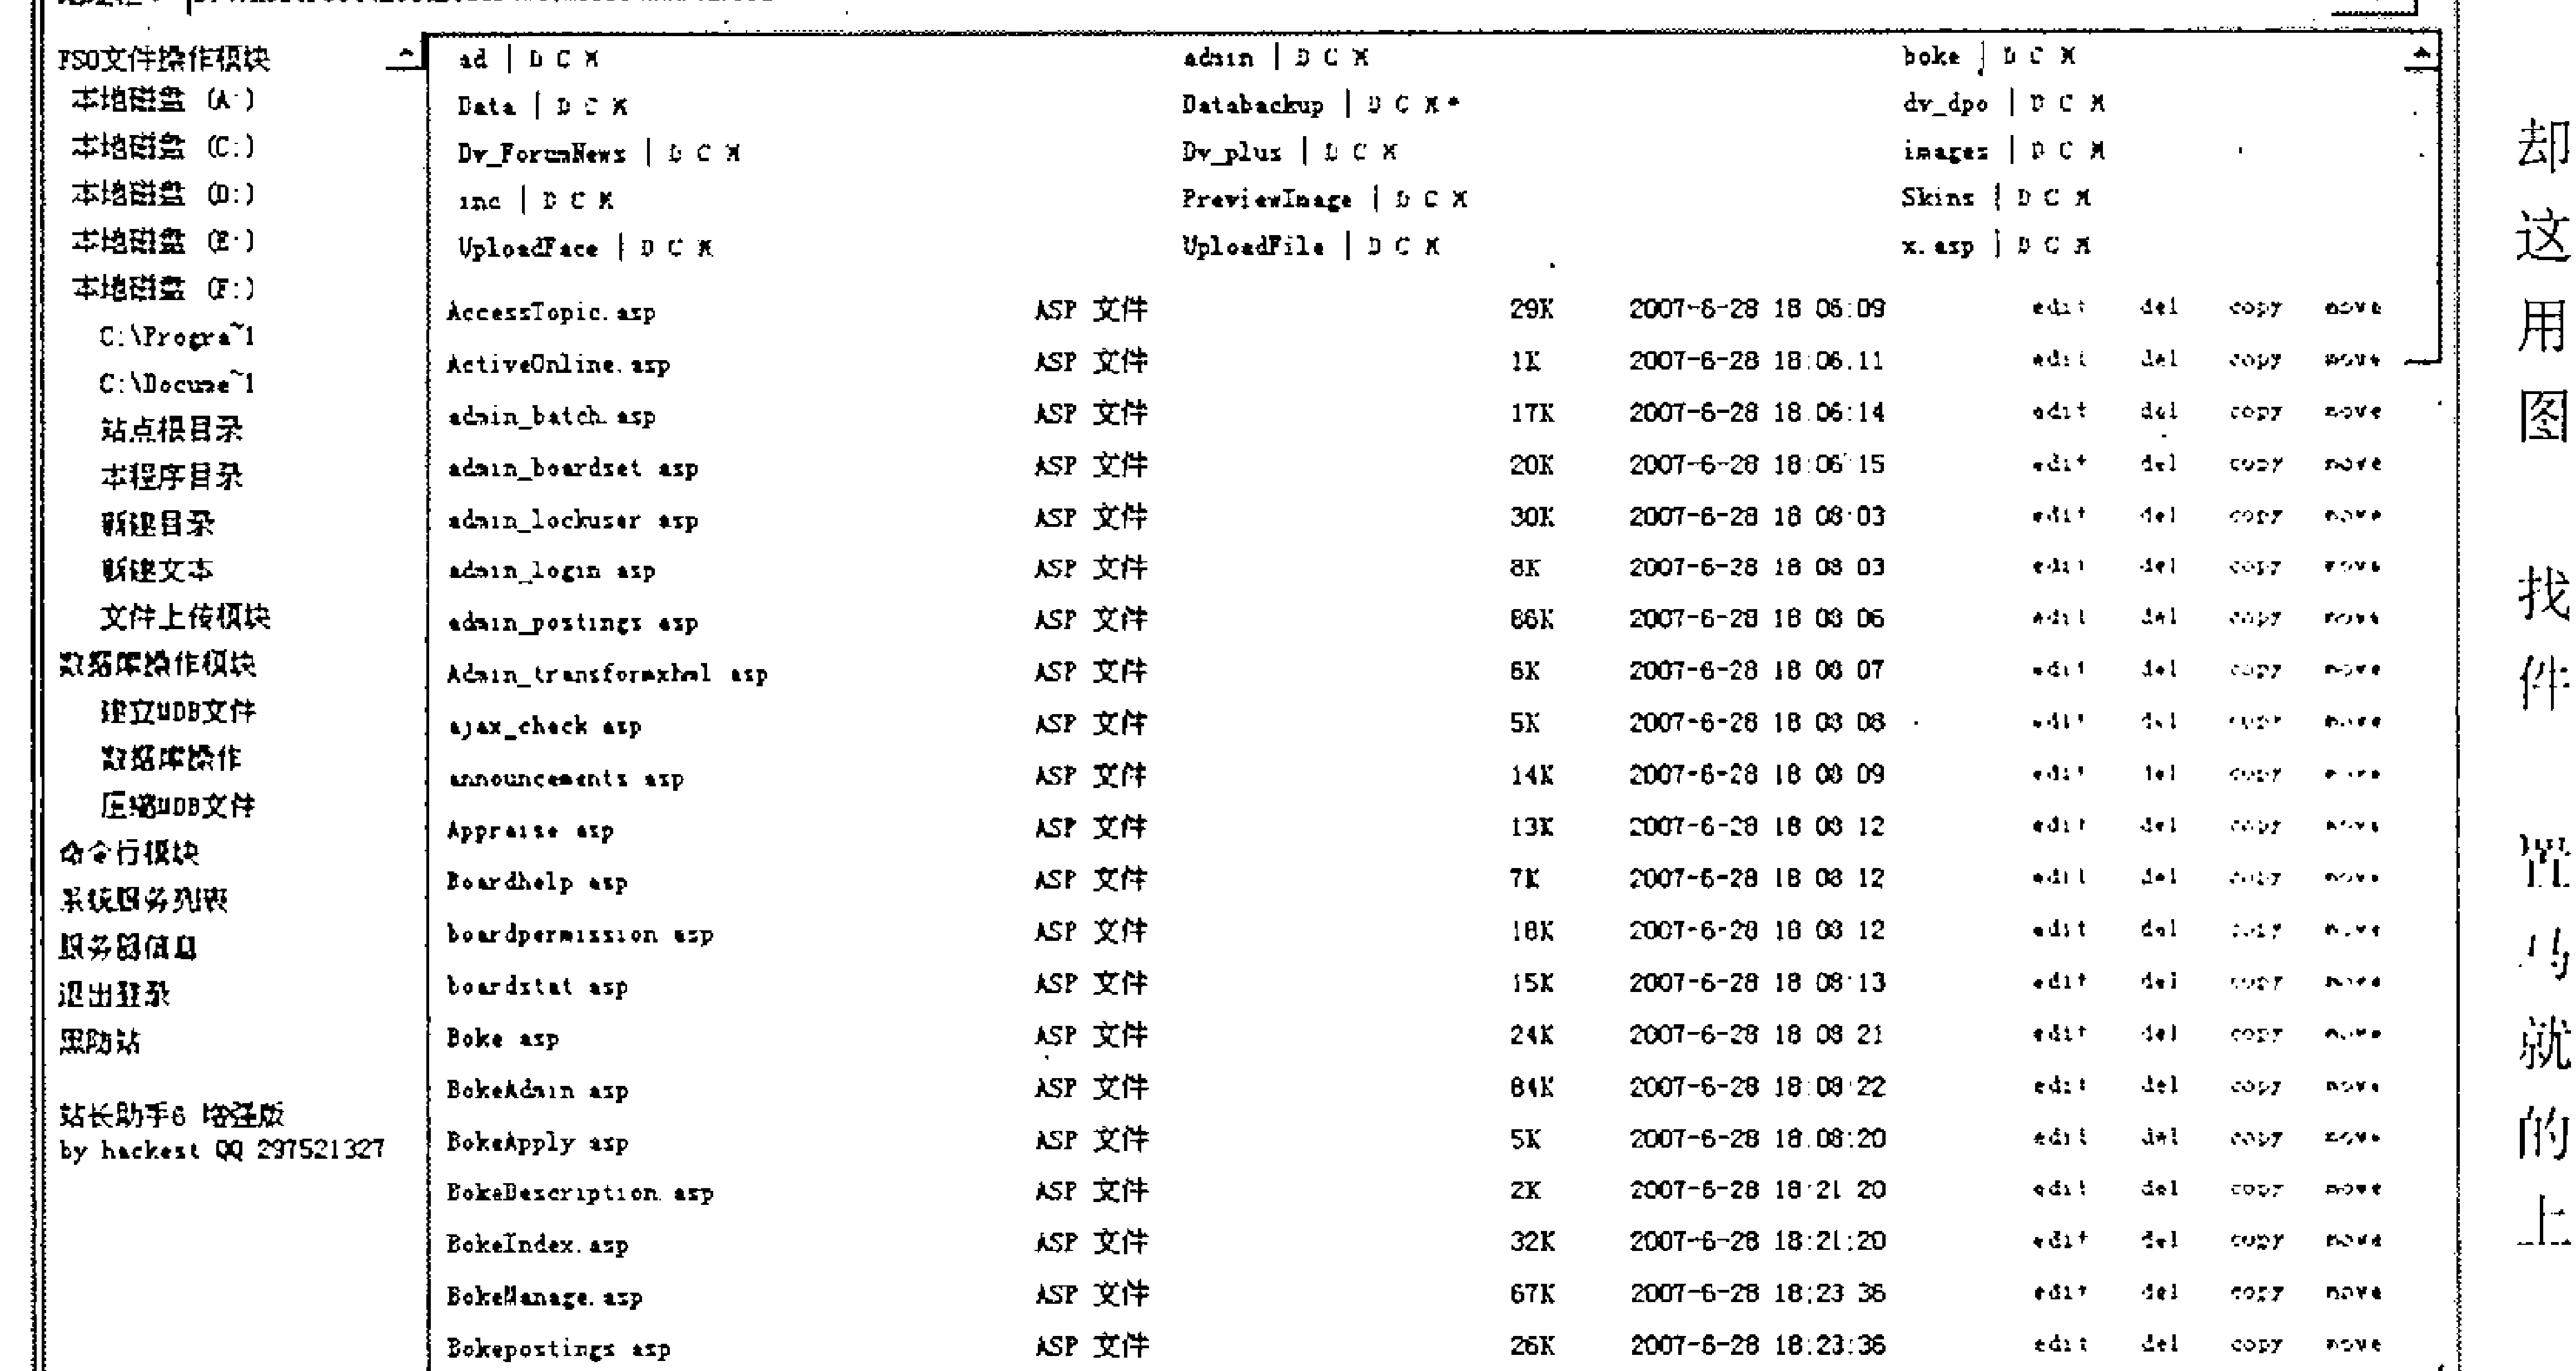 FSO文件操作模块
本地磁盘 (A:)
本地磁盘 (C:)
本地磁盘 (D:)
本地磁盘 (E:)
本地磁盘 (F:)
C:\Progra~1
C:\Docume~1
站点根目录
本程序目录
新建目录
新建文本
文件上传模块
数据库操作模块
建立MDB文件
数据库操作
压缩MDB文件
命令行模块
系统服务列表
服务器信息
退出登录
黑防站
站长助手6 增强版
by hackest QQ 297521327
ad | D C M admin | D C M boke | D C M
Data | D C M Databackup | D C M dv_dpo | D C M
Dv_ForumNews | D C M Dv_plus | D C M images | D C M
inc | D C M PreviewImage | D C M Skins | D C M
UploadFace | D C M UploadFile | D C M x.asp | D C M
AccessTopic.asp ASP 文件 29K 2007-6-28 18:06:09 edit del copy move
ActiveOnline.asp ASP 文件 1K 2007-6-28 18:06:11 edit del copy move
admin_batch.asp ASP 文件 17K 2007-6-28 18:06:14 edit del copy move
admin_boardset.asp ASP 文件 20K 2007-6-28 18:06:15 edit del copy move
admin_lockuser.asp ASP 文件 30K 2007-6-28 18:08:03 edit del copy move
admin_login.asp ASP 文件 8K 2007-6-28 18:08:03 edit del copy move
admin_postings.asp ASP 文件 2007-6-28 18:08:06 edit del copy move
Admin_transformxhml.asp ASP 文件 6K 2007-6-28 18:08:07 edit del copy move
ajax_check.asp ASP 文件 5K 2007-6-28 18:08:08 edit del copy move
announcements.asp ASP 文件 14K 2007-6-28 18:08:09 edit del copy move
Appraise.asp ASP 文件 13K 2007-6-28 18:08:12 edit del copy move
Boardhelp.asp ASP 文件 7K 2007-6-28 18:08:12 edit del copy move
boardpermission.asp ASP 文件 18K 2007-6-28 18:08:12 edit del copy move
boardstat.asp ASP 文件 15K 2007-6-28 18:08:13 edit del copy move
Boke.asp ASP 文件 24K 2007-6-28 18:08:21 edit del copy move
BokeAdmin.asp ASP 文件 84K 2007-6-28 18:08:22 edit del copy move
BokeApply.asp ASP 文件 5K 2007-6-28 18:08:20 edit del copy move
BokeDescription.asp ASP 文件 2K 2007-6-28 18:21:20 edit del copy move
BokeIndex.asp ASP 文件 32K 2007-6-28 18:21:20 edit del copy move
BokeManage.asp ASP 文件 67K 2007-6-28 18:23:36 edit del copy move
Bokepostings.asp ASP 文件 26K 2007-6-28 18:23:36 edit del copy move
却
这
用
图
找
件
置
马
就
的
上